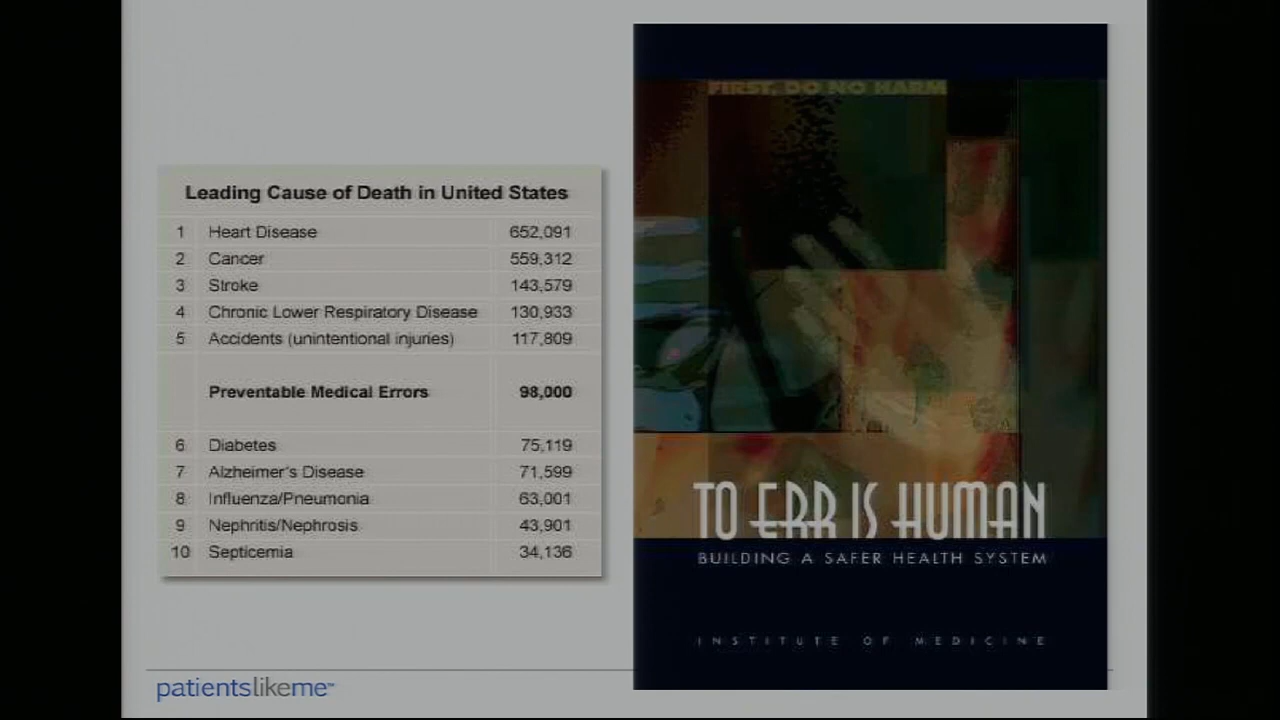 Leading Cause of Death in United States
1 Heart Disease 652,091
2 Cancer 559,312
3 Stroke 143,579
4 Chronic Lower Respiratory Disease 130,933
5 Accidents (unintentional injuries) 117,809
Preventable Medical Errors 98,000
6 Diabetes 75,119
7 Alzheimer's Disease 71,599
8 Influenza/Pneumonia 63,001
9 Nephritis/Nephrosis 43,901
10 Septicemia 34,136
patientslikeme™
FIRST, DO NO HARM
TO ERR IS HUMAN
BUILDING A SAFER HEALTH SYSTEM
INSTITUTE OF MEDICINE